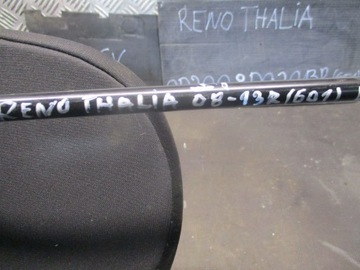 RENO THALIA
RENO THALIA 08-13R(601)